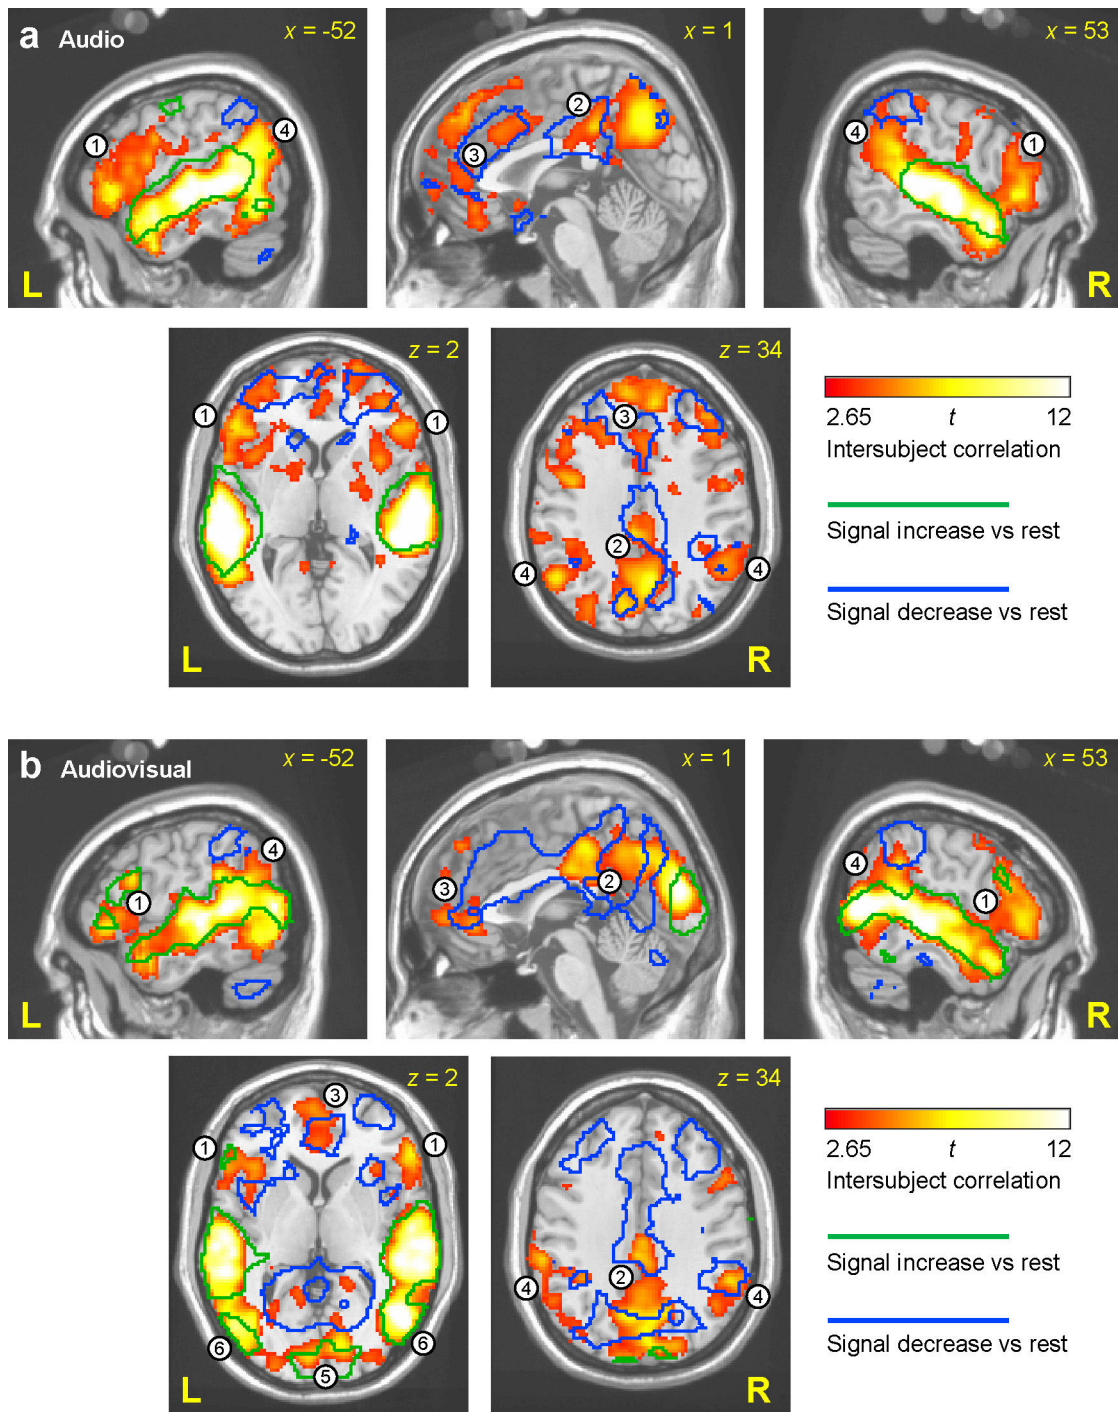 a Audio
x = -52
x = 1
x = 53
1
4
2
3
4
1
L
R
z = 2
z = 34
1
1
3
2
4
4
L
R
2.65 t 12
Intersubject correlation
Signal increase vs rest
Signal decrease vs rest
b Audiovisual
x = -52
x = 1
x = 53
4
1
3
2
4
1
L
R
z = 2
z = 34
3
1
1
6
6
5
2
4
4
L
R
2.65 t 12
Intersubject correlation
Signal increase vs rest
Signal decrease vs rest